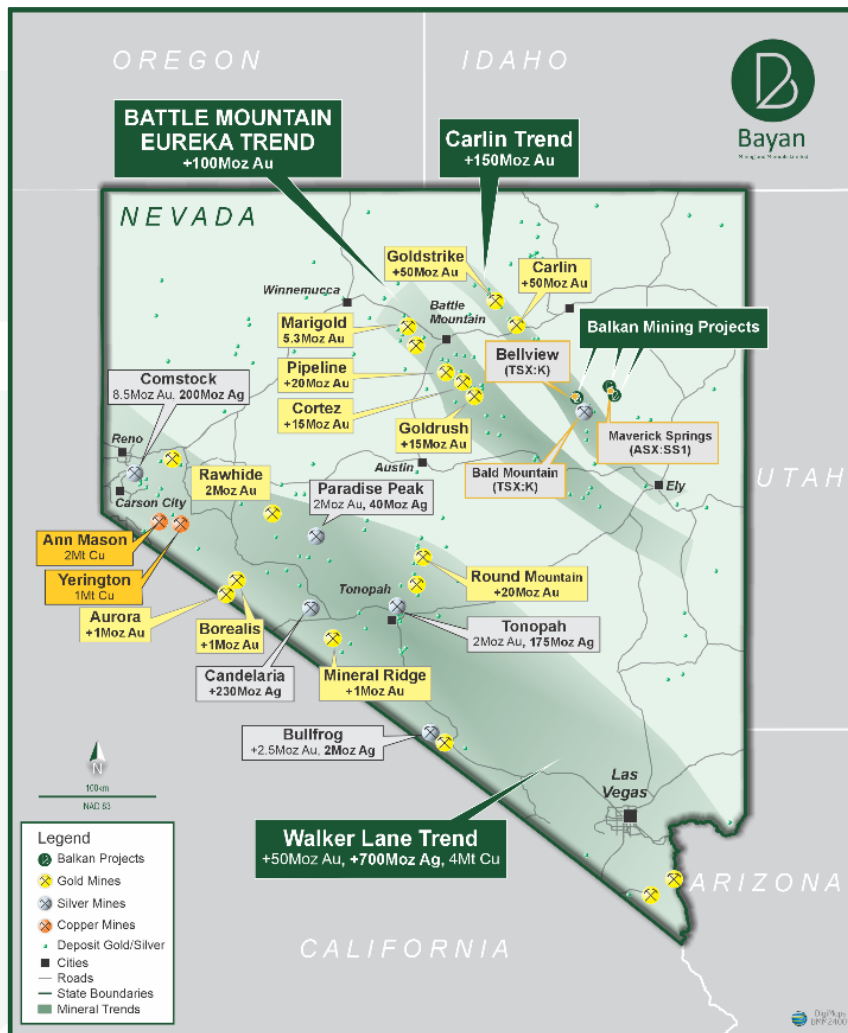 OREGON
IDAHO
Bayan
Mining and Minerals Limited
BATTLE MOUNTAIN
EUREKA TREND
+100Moz Au
Carlin Trend
+150Moz Au
NEVADA
Goldstrike
+50Moz Au
Carlin
+50Moz Au
Winnemucca
Battle
Mountain
Marigold
5.3Moz Au
Balkan Mining Projects
Bellview
(TSX:K)
Pipeline
+20Moz Au
Comstock
8.5Moz Au, 200Moz Ag
Cortez
+15Moz Au
Goldrush
+15Moz Au
Maverick Springs
(ASX:SS1)
Reno
Austin
Bald Mountain
(TSX:K)
UTAH
Rawhide
2Moz Au
Paradise Peak
2Moz Au, 40Moz Ag
Ely
Carson City
Ann Mason
2Mt Cu
Yerington
1Mt Cu
Round Mountain
+20Moz Au
Tonopah
Aurora
+1Moz Au
Borealis
+1Moz Au
Tonopah
2Moz Au, 175Moz Ag
Candelaria
+230Moz Ag
Mineral Ridge
+1Moz Au
Bullfrog
+2.5Moz Au, 2Moz Ag
N
100km
NAD 83
Las
Vegas
Walker Lane Trend
+50Moz Au, +700Moz Ag, 4Mt Cu
Legend
Balkan Projects
Gold Mines
Silver Mines
Copper Mines
Deposit Gold/Silver
Cities
Roads
State Boundaries
Mineral Trends
ARIZONA
CALIFORNIA
DigiMaps